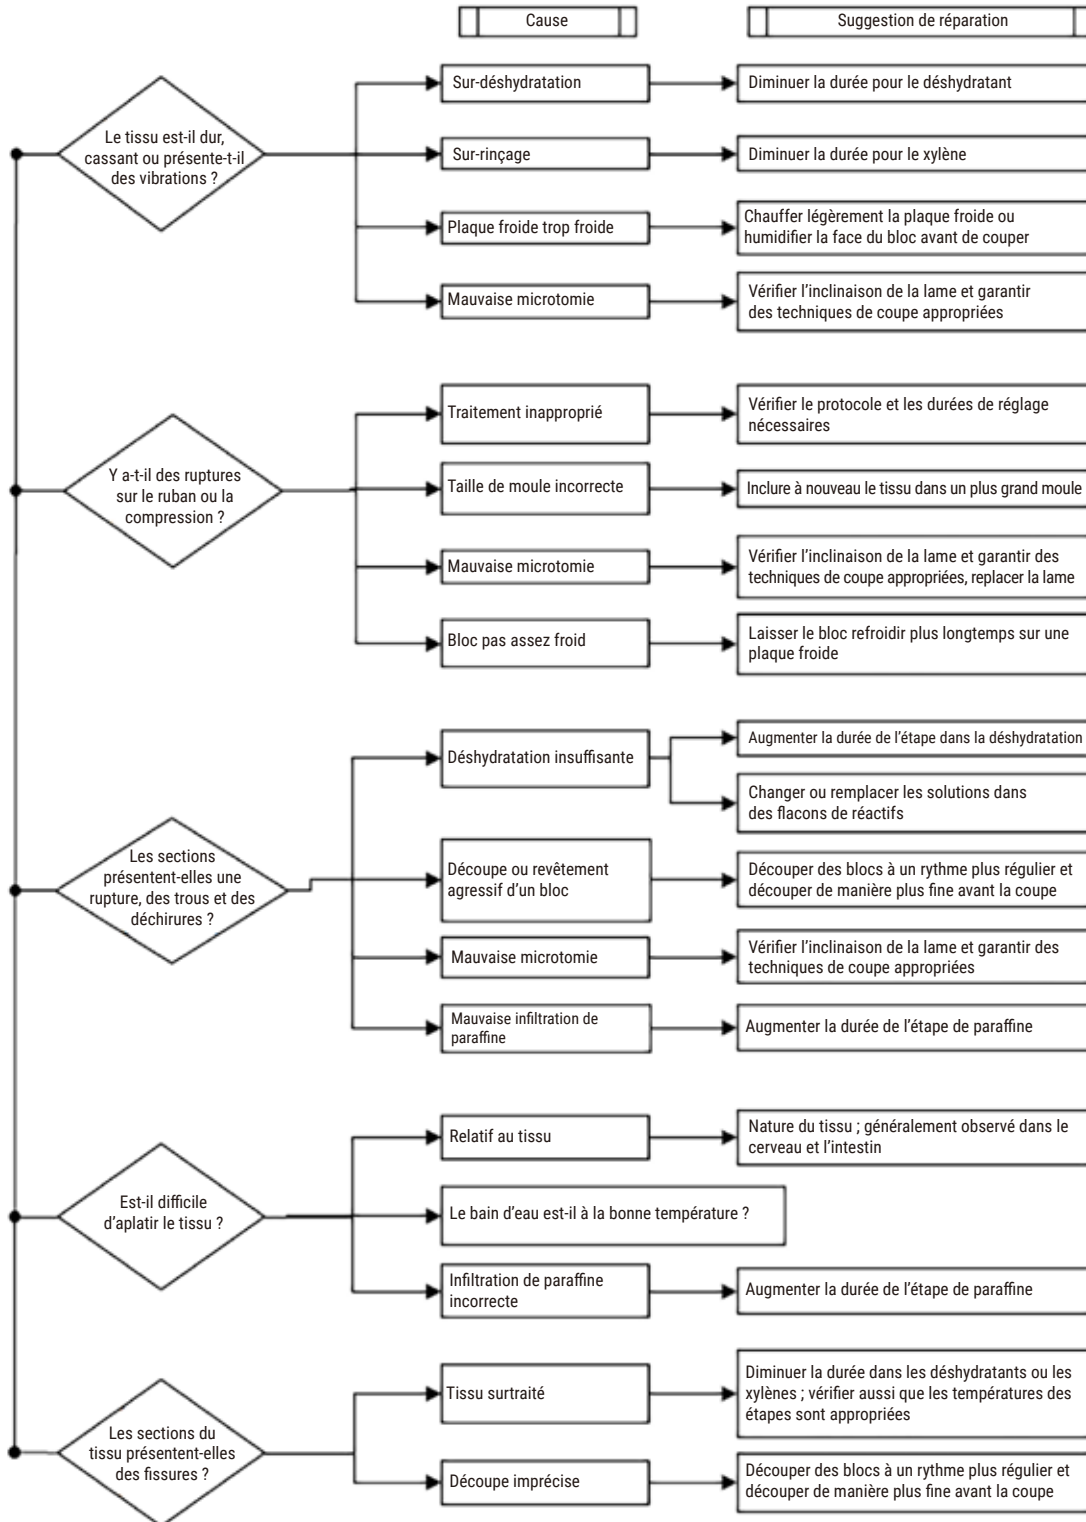 Cause
Suggestion de réparation
Le tissu est-il dur,
cassant ou présente-t-il
des vibrations ?
Sur-déshydratation
Diminuer la durée pour le déshydratant
Sur-rinçage
Diminuer la durée pour le xylène
Plaque froide trop froide
Chauffer légèrement la plaque froide ou
humidifier la face du bloc avant de couper
Mauvaise microtomie
Vérifier l’inclinaison de la lame et garantir
des techniques de coupe appropriées
Y a-t-il des ruptures
sur le ruban ou la
compression ?
Traitement inapproprié
Vérifier le protocole et les durées de réglage
nécessaires
Taille de moule incorrecte
Inclure à nouveau le tissu dans un plus grand moule
Mauvaise microtomie
Vérifier l’inclinaison de la lame et garantir des
techniques de coupe appropriées, replacer la lame
Bloc pas assez froid
Laisser le bloc refroidir plus longtemps sur une
plaque froide
Les sections
présentent-elles une
rupture, des trous et des
déchirures ?
Déshydratation insuffisante
Augmenter la durée de l’étape dans la déshydratation
Changer ou remplacer les solutions dans
des flacons de réactifs
Découpe ou revêtement
agressif d’un bloc
Découper des blocs à un rythme plus régulier et
découper de manière plus fine avant la coupe
Mauvaise microtomie
Vérifier l’inclinaison de la lame et garantir des
techniques de coupe appropriées
Mauvaise infiltration de
paraffine
Augmenter la durée de l’étape de paraffine
Est-il difficile
d’aplatir le tissu ?
Relatif au tissu
Nature du tissu ; généralement observé dans le
cerveau et l’intestin
Le bain d’eau est-il à la bonne température ?
Infiltration de paraffine
incorrecte
Augmenter la durée de l’étape de paraffine
Les sections du
tissu présentent-elles
des fissures ?
Tissu surtraité
Diminuer la durée dans les déshydratants ou les
xylènes ; vérifier aussi que les températures des
étapes sont appropriées
Découpe imprécise
Découper des blocs à un rythme plus régulier et
découper de manière plus fine avant la coupe